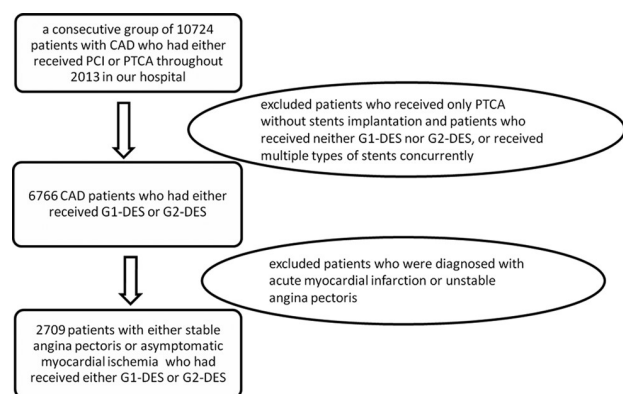 a consecutive group of 10724
patients with CAD who had either
received PCI or PTCA throughout
2013 in our hospital
excluded patients who received only PTCA
without stents implantation and patients who
received neither G1-DES nor G2-DES, or received
multiple types of stents concurrently
6766 CAD patients who had either
received G1-DES or G2-DES
excluded patients who were diagnosed with
acute myocardial infarction or unstable
angina pectoris
2709 patients with either stable
angina pectoris or asymptomatic
myocardial ischemia who had
received either G1-DES or G2-DES